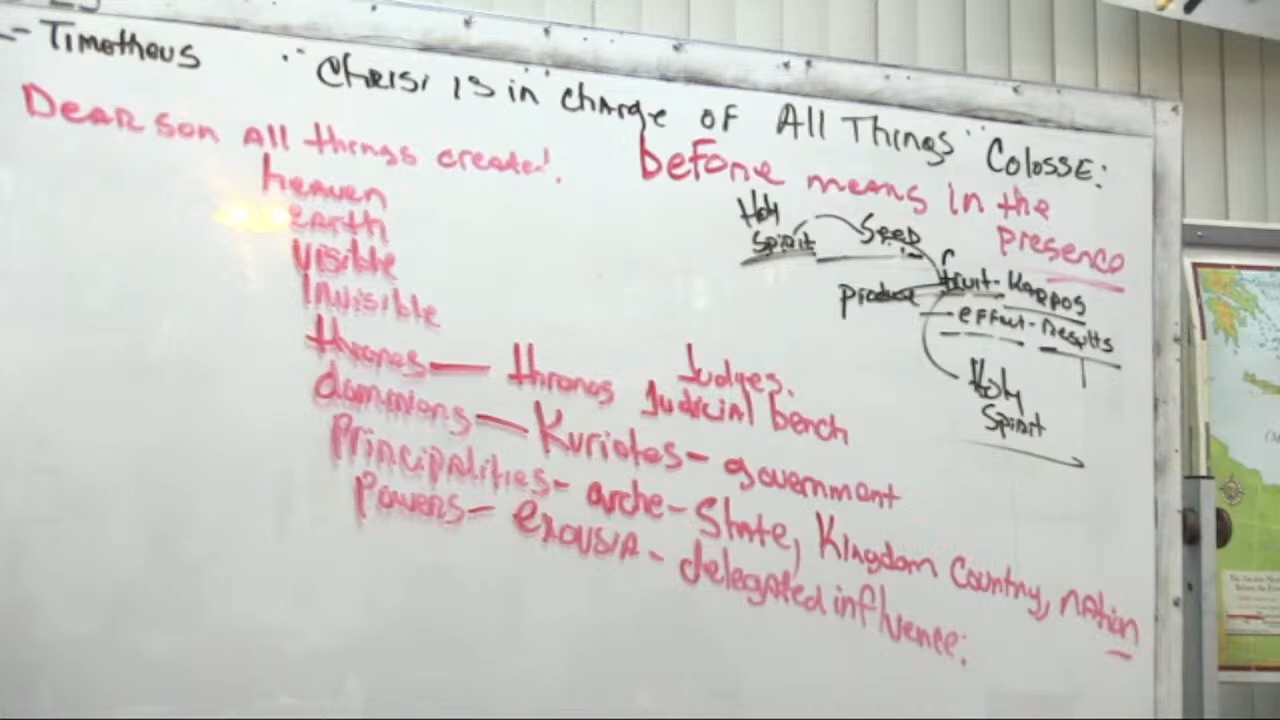 - Timotheus "Christ is in charge of All Things" Colosse:
Dear son All things created.
before means in the
presence
heaven
earth
visible
Invisible
thrones — thronos Judges.
Judicial bench
dominions — Kuriotes - government
Principalities - arche - State, Kingdom Country, nation
Powers - exousia - delegated influence:
Holy
Spirit
Seed
produce
fruit - Karpos
effect - Results
Holy
Spirit